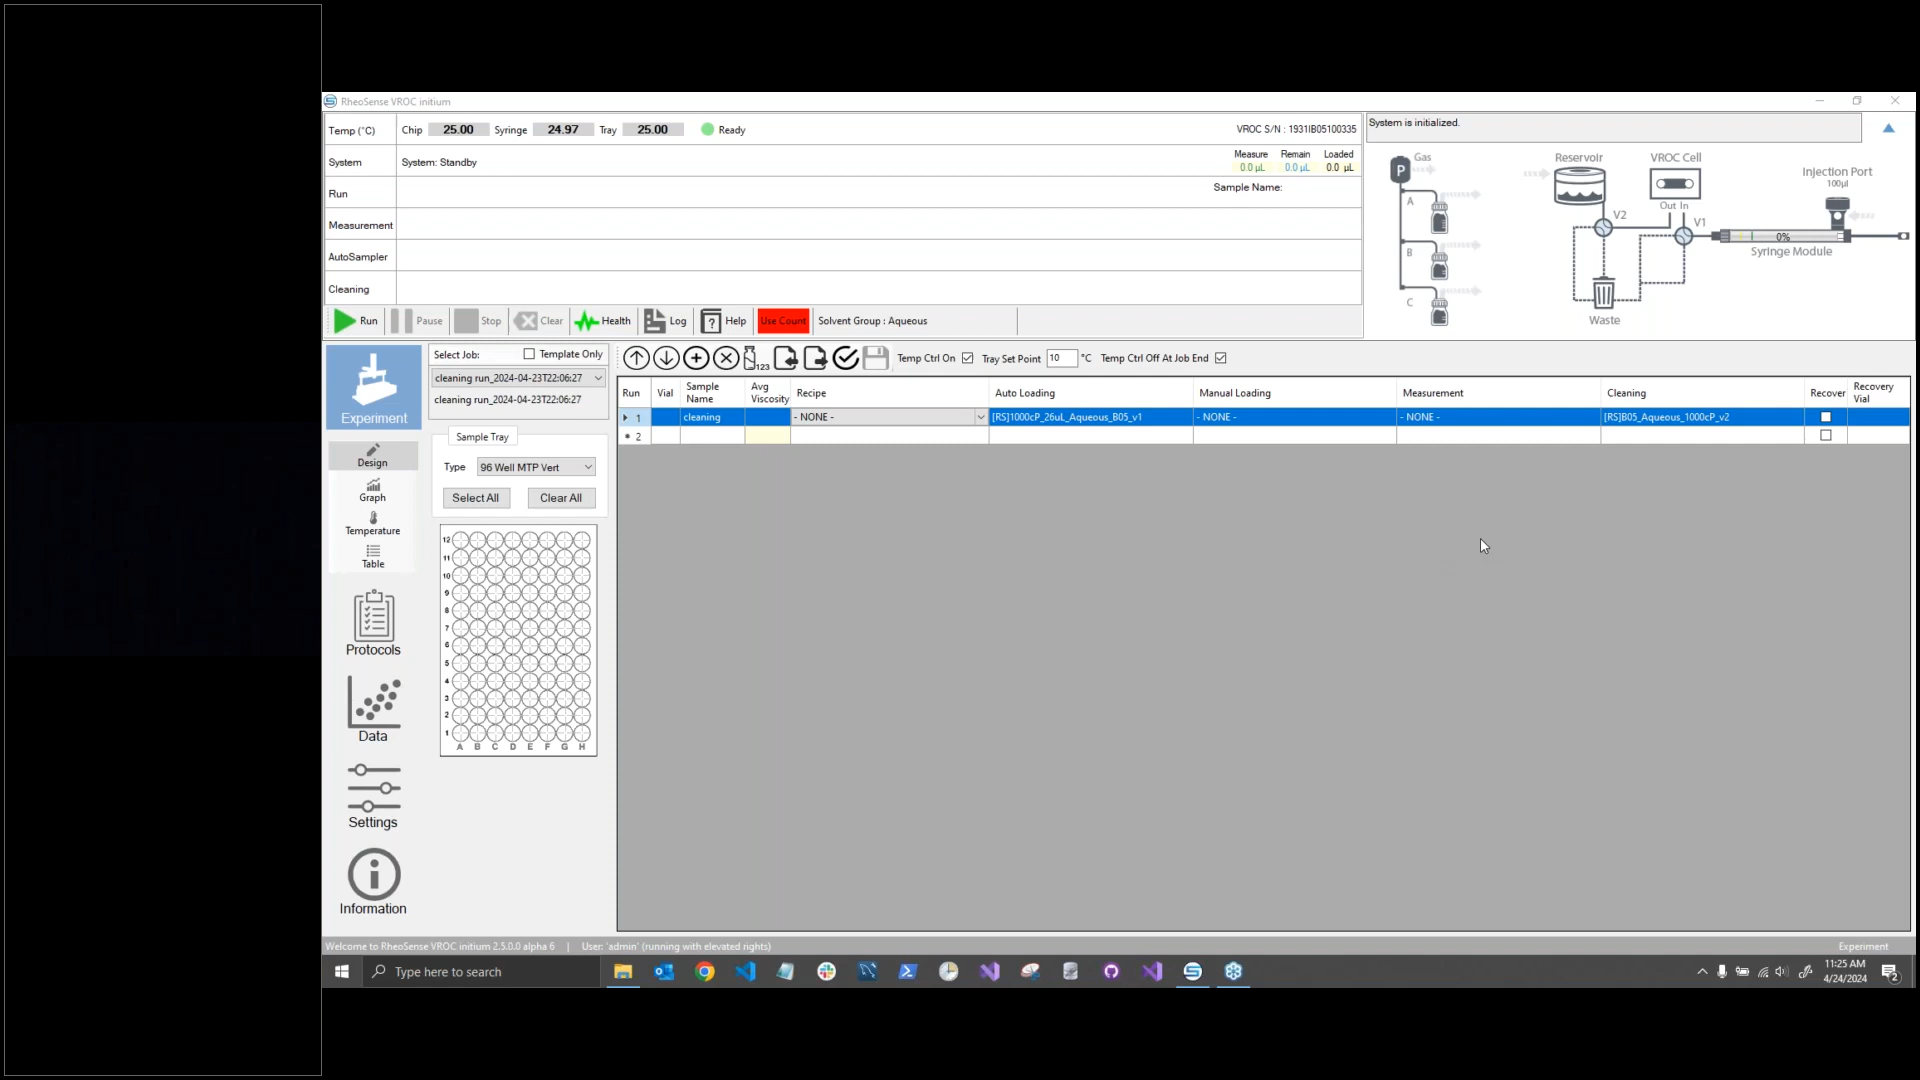 RheoSense VROC initium
Temp (°C) Chip 25.00 Syringe 24.97 Tray 25.00 Ready VROC S/N : 1931IB05100335
System is initialized.
System System: Standby
Measure Remain Loaded
0.0 µL 0.0 µL 0.0 µL
Run Sample Name:
Measurement
AutoSampler
Cleaning
Gas
P
A
B
C
Reservoir
VROC Cell
Out In
V2
V1
Injection Port
100µl
0%
Syringe Module
Waste
Run Pause Stop Clear Health Log Help Use Count Solvent Group : Aqueous
Experiment
Design
Graph
Temperature
Table
Protocols
Data
Settings
Information
Select Job: Template Only
cleaning run_2024-04-23T22:06:27
cleaning run_2024-04-23T22:06:27
Sample Tray
Type 96 Well MTP Vert
Select All Clear All
12
11
10
9
8
7
6
5
4
3
2
1
A B C D E F G H
123 Temp Ctrl On Tray Set Point 10 °C Temp Ctrl Off At Job End
Run Vial Sample Name Avg Viscosity Recipe Auto Loading Manual Loading Measurement Cleaning Recover Recovery Vial
1 cleaning - NONE - [RS]1000cP_26uL_Aqueous_B05_v1 - NONE - - NONE - [RS]B05_Aqueous_1000cP_v2
2
Welcome to RheoSense VROC initium 2.5.0.0 alpha 6 | User: 'admin' (running with elevated rights) Experiment
Type here to search
11:25 AM
4/24/2024
2